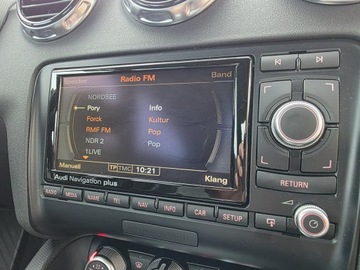 Radio FM
Band
NORDSEE
Pory Info
Forck Kultur
RMF FM Pop
NDR 2 Pop
1LIVE
Manuell TP TMC 10:21 Klang
Audi Navigation plus
RETURN
RADIO MEDIA NAME TEL NAV INFO CAR SETUP